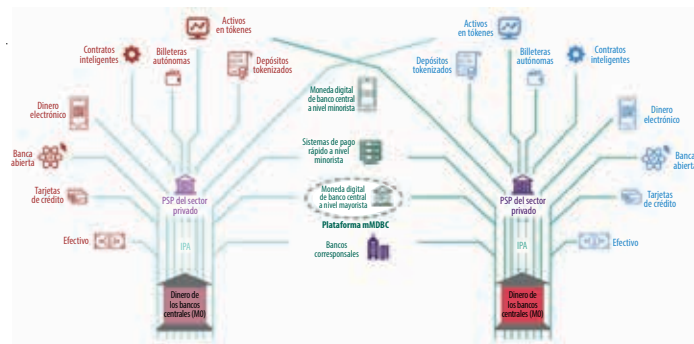 Activos
en tókenes
Contratos
inteligentes
Billeteras
autónomas
Depósitos
tokenizados
Dinero
electrónico
Banca
abierta
Tarjetas
de crédito
Efectivo
PSP del sector
privado
IPA
Dinero de
los bancos
centrales (M0)
Moneda digital
de banco central
a nivel minorista
Sistemas de pago
rápido a nivel
minorista
Moneda digital
de banco central
a nivel mayorista
Plataforma mMDBC
Bancos
corresponsales
Activos
en tókenes
Depósitos
tokenizados
Billeteras
autónomas
Contratos
inteligentes
Dinero
electrónico
Banca
abierta
Tarjetas
de crédito
Efectivo
PSP del sector
privado
IPA
Dinero de
los bancos
centrales (M0)